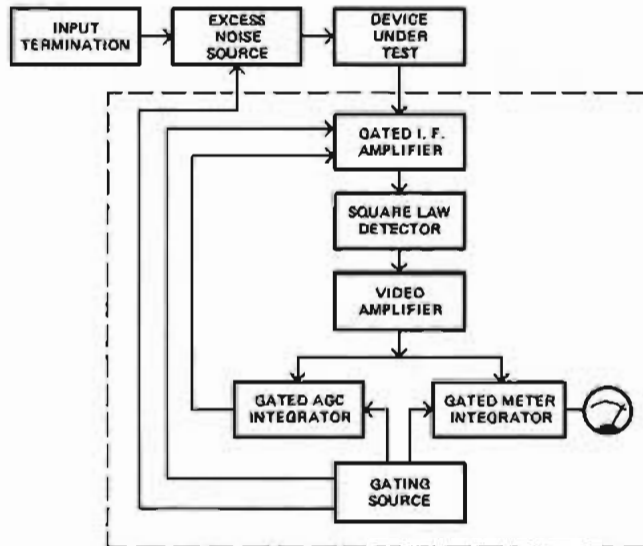 INPUT
TERMINATION
EXCESS
NOISE
SOURCE
DEVICE
UNDER
TEST
GATED I. F.
AMPLIFIER
SQUARE LAW
DETECTOR
VIDEO
AMPLIFIER
GATED AGC
INTEGRATOR
GATED METER
INTEGRATOR
GATING
SOURCE